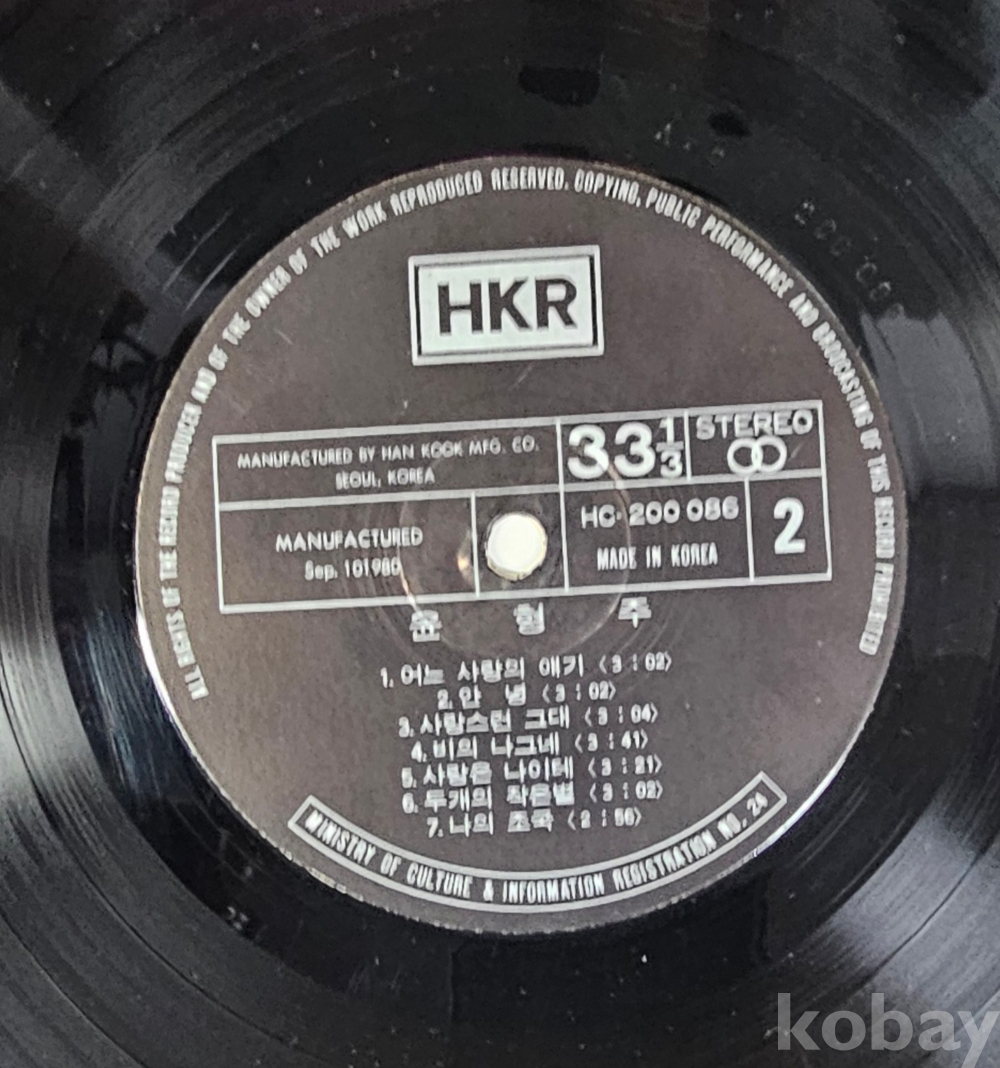 ALL RIGHTS OF THE RECORD PRODUCER AND OF THE OWNER OF THE WORK REPRODUCED RESERVED. COPYING, PUBLIC PERFORMANCE AND BROADCASTING OF THIS RECORD PROHIBITED
HKR
MANUFACTURED BY HAN KOOK MFG. CO.
SEOUL, KOREA
33 1/3
STEREO
MANUFACTURED
Sep. 101980
HC- 200 086
MADE IN KOREA
2
윤 형 주
1. 어느 사랑의 얘기 〈3 : 02〉
2. 안 녕 〈3 : 02〉
3. 사랑스런 그대 〈3 : 04〉
4. 비의 나그네 〈3 : 41〉
5. 사랑은 나이테 〈3 : 21〉
6. 두개의 작은별 〈3 : 02〉
7. 나의 조국 〈2 : 56〉
MINISTRY OF CULTURE & INFORMATION REGISTRATION NO. 24
kobay